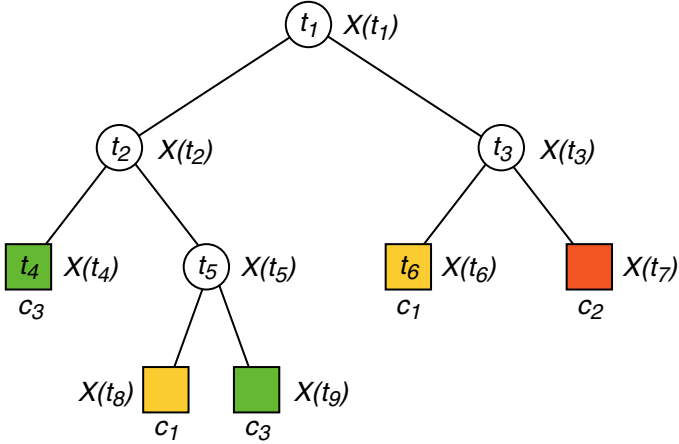 t1 X(t1)
t2 X(t2) t3 X(t3)
t4 X(t4) t5 X(t5) t6 X(t6) X(t7)
c3 c1 c2
X(t8) X(t9)
c1 c3